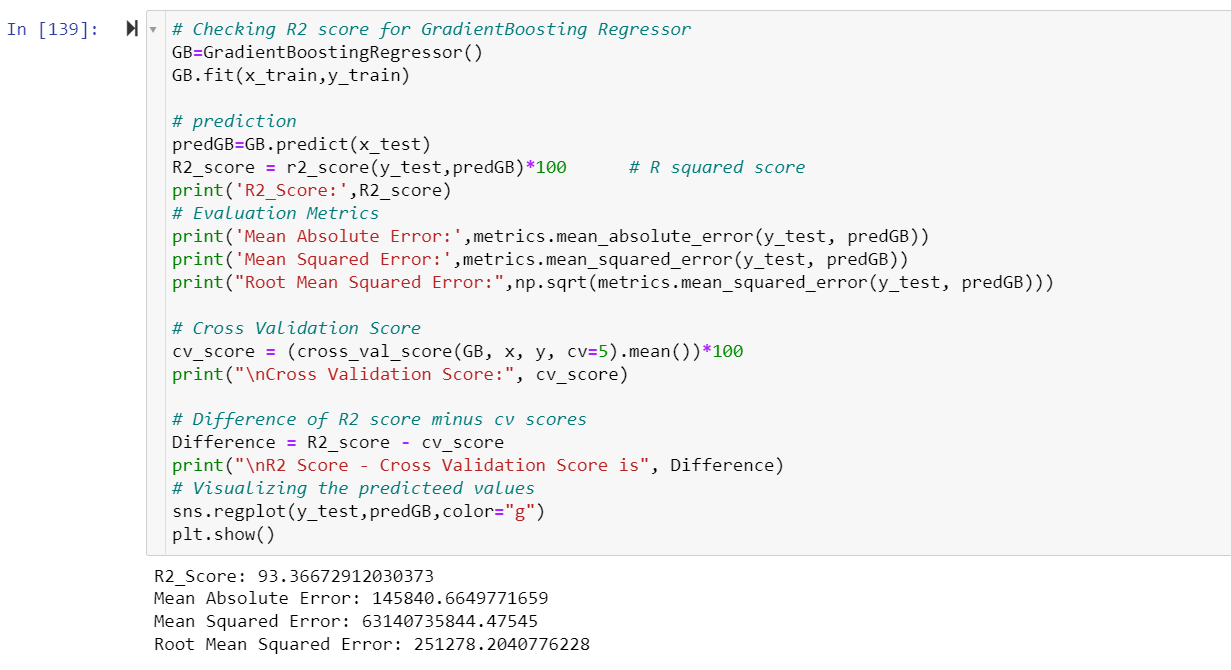 In [139]:
# Checking R2 score for GradientBoosting Regressor
GB=GradientBoostingRegressor()
GB.fit(x_train,y_train)
# prediction
predGB=GB.predict(x_test)
R2_score = r2_score(y_test,predGB)*100      # R squared score
print('R2_Score:',R2_score)
# Evaluation Metrics
print('Mean Absolute Error:',metrics.mean_absolute_error(y_test, predGB))
print('Mean Squared Error:',metrics.mean_squared_error(y_test, predGB))
print("Root Mean Squared Error:",np.sqrt(metrics.mean_squared_error(y_test, predGB)))
# Cross Validation Score
cv_score = (cross_val_score(GB, x, y, cv=5).mean())*100
print("\nCross Validation Score:", cv_score)
# Difference of R2 score minus cv scores
Difference = R2_score - cv_score
print("\nR2 Score - Cross Validation Score is", Difference)
# Visualizing the predicteed values
sns.regplot(y_test,predGB,color="g")
plt.show()
R2_Score: 93.36672912030373
Mean Absolute Error: 145840.6649771659
Mean Squared Error: 63140735844.47545
Root Mean Squared Error: 251278.2040776228